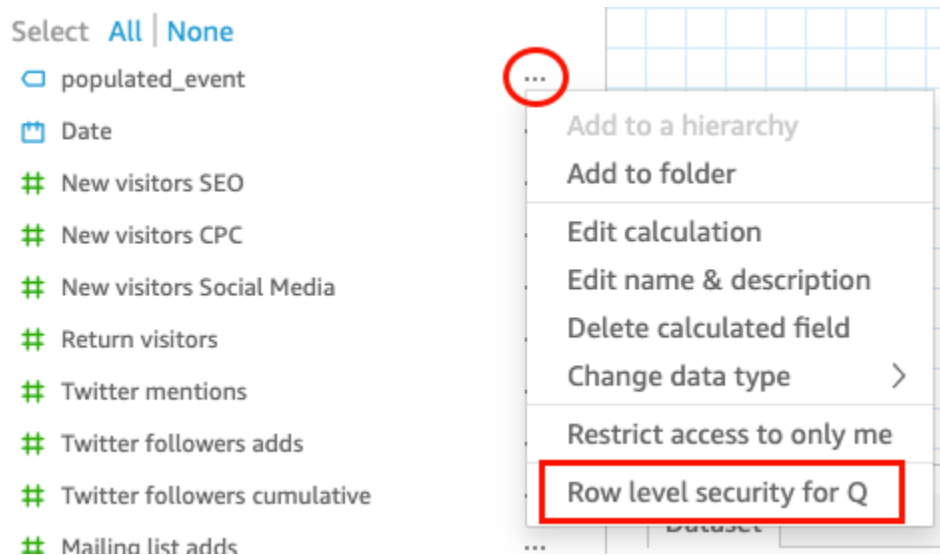 Select All | None
populated_event
...
Date
New visitors SEO
New visitors CPC
New visitors Social Media
Return visitors
Twitter mentions
Twitter followers adds
Twitter followers cumulative
Mailing list adds
...
Add to a hierarchy
Add to folder
Edit calculation
Edit name & description
Delete calculated field
Change data type
Restrict access to only me
Row level security for Q
Dataset